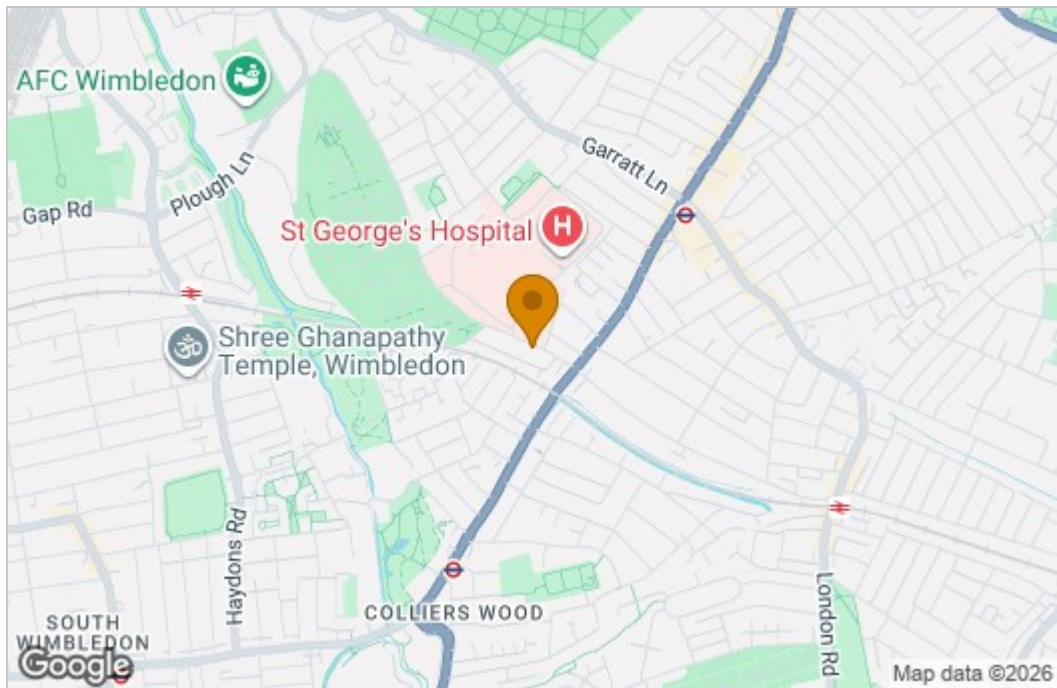 AFC Wimbledon
Garratt Ln
Plough Ln
Gap Rd
St George's Hospital
H
Shree Ghanapathy
Temple, Wimbledon
ॐ
Haydons Rd
COLLIERS WOOD
London Rd
SOUTH
WIMBLEDON
Google
Map data ©2026